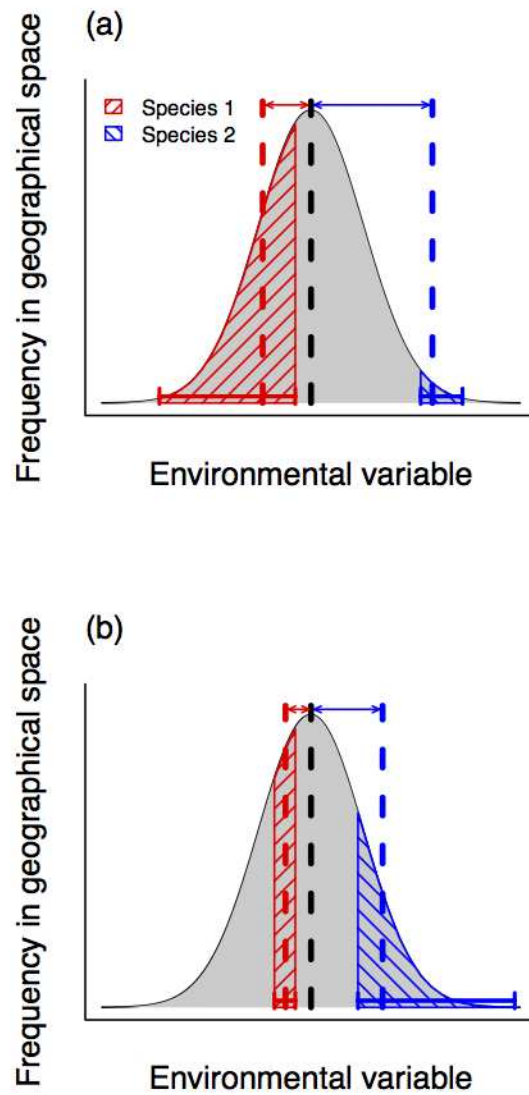 (a)
Species 1
Species 2
Frequency in geographical space
Environmental variable
(b)
Frequency in geographical space
Environmental variable